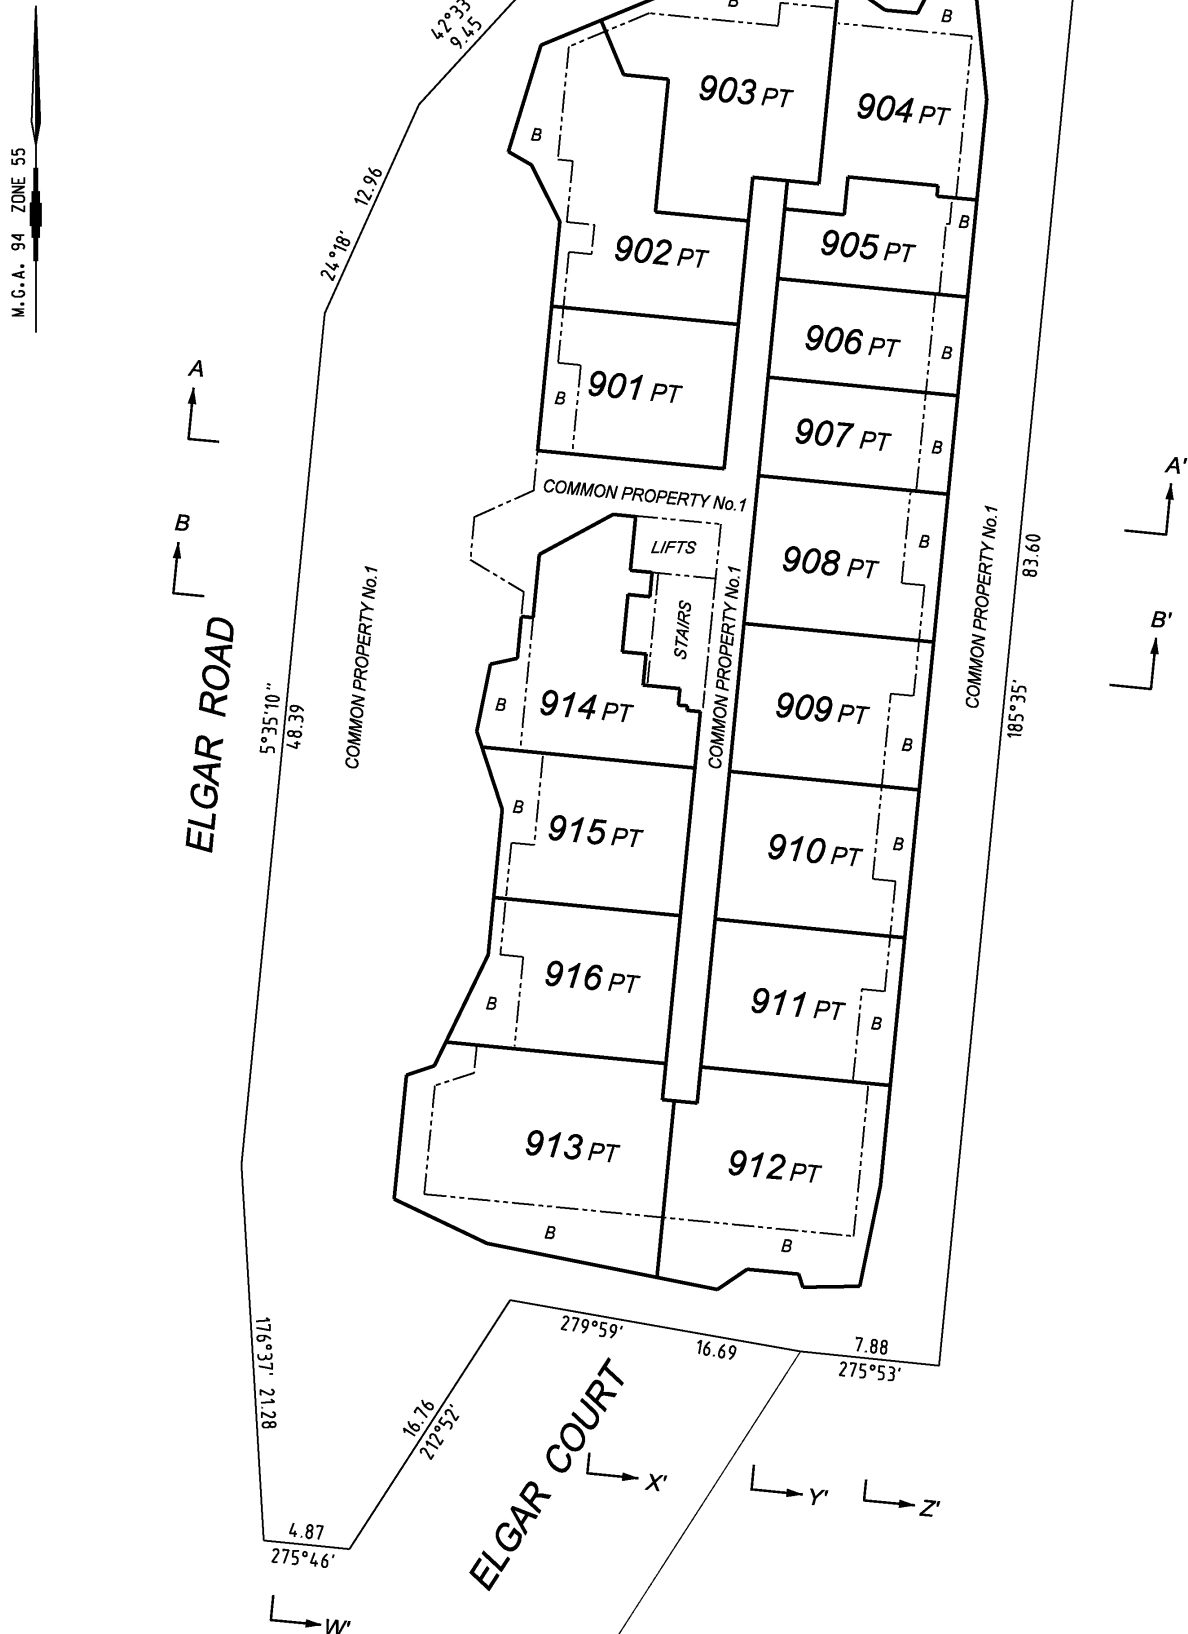 42°33'
9.45
B
B
M.G.A. 94 ZONE 55
903 PT
904 PT
B
12.96
24°18'
902 PT
905 PT
B
906 PT
B
A
901 PT
B
907 PT
B
COMMON PROPERTY No.1
A'
B
LIFTS
908 PT
B
83.60
COMMON PROPERTY No.1
COMMON PROPERTY No.1
STAIRS
COMMON PROPERTY No.1
B'
ELGAR ROAD
5°35'10"
48.39
914 PT
B
909 PT
B
185°35'
915 PT
B
910 PT
B
916 PT
B
911 PT
B
913 PT
B
912 PT
B
176°37' 21.28
279°59'
16.69
7.88
275°53'
16.76
212°52'
ELGAR COURT
X'
Y'
Z'
4.87
275°46'
W'